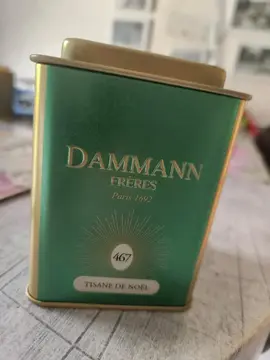 DAMMANN
FRÈRES
Paris 1692
467
TISANE DE NOËL